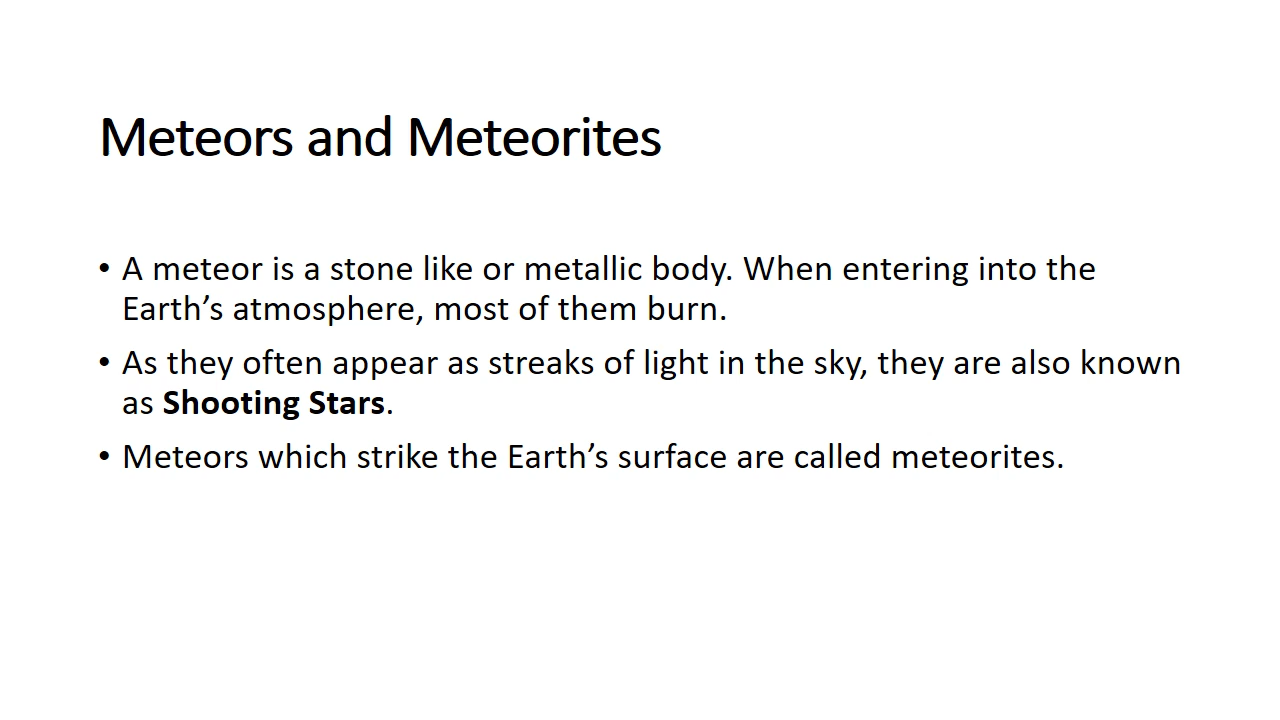 Meteors and Meteorites
• A meteor is a stone like or metallic body. When entering into the
Earth’s atmosphere, most of them burn.
• As they often appear as streaks of light in the sky, they are also known
as Shooting Stars.
• Meteors which strike the Earth’s surface are called meteorites.